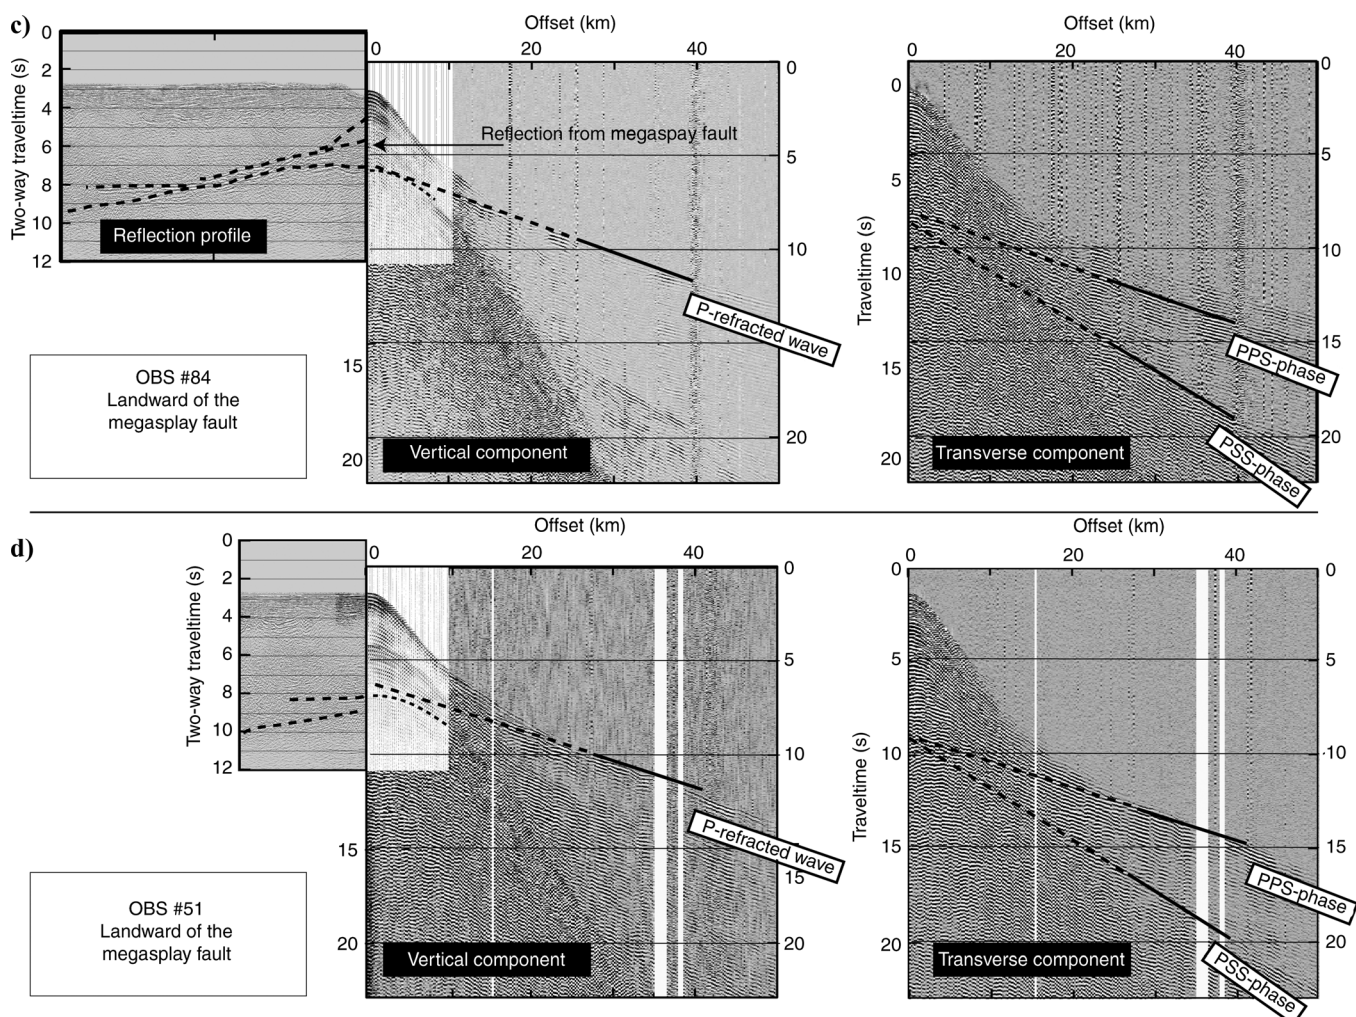 c)
Offset (km)
Offset (km)
0 20 40
0 20 40
Two-way traveltime (s)
0
2
4
6
8
10
12
Reflection from megaspay fault
Reflection profile
0
5
10
15
20
15
20
P-refracted wave
Vertical component
Traveltime (s)
0
5
10
15
20
0
5
10
15
20
PPS-phase
PSS-phase
Transverse component
OBS #84
Landward of the
megasplay fault
d)
Offset (km)
Offset (km)
0 20 40
0 20 40
Two-way traveltime (s)
0
2
4
6
8
10
12
15
20
0
5
10
15
15
20
P-refracted wave
Vertical component
Traveltime (s)
0
5
10
15
20
0
5
10
15
20
PPS-phase
PSS-phase
Transverse component
OBS #51
Landward of the
megasplay fault